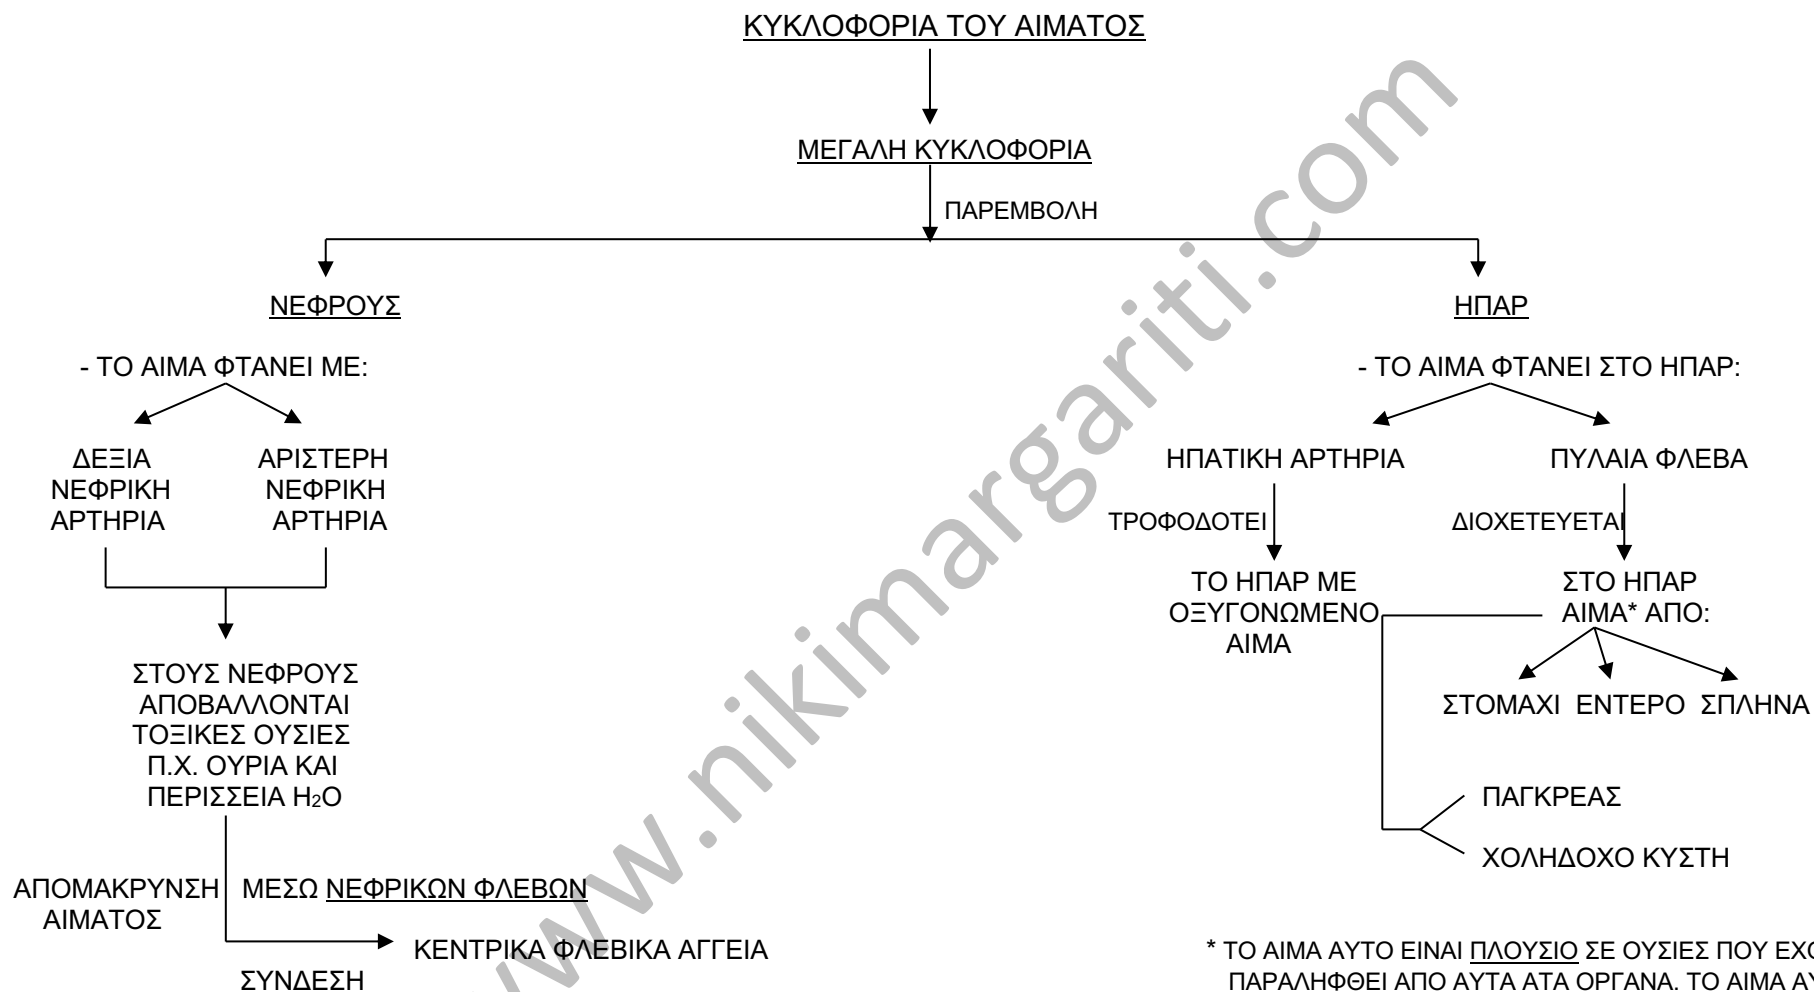 ΚΥΚΛΟΦΟΡΙΑ ΤΟΥ ΑΙΜΑΤΟΣ
ΜΕΓΑΛΗ ΚΥΚΛΟΦΟΡΙΑ
ΠΑΡΕΜΒΟΛΗ
ΝΕΦΡΟΥΣ
- ΤΟ ΑΙΜΑ ΦΤΑΝΕΙ ΜΕ:
ΔΕΞΙΑ
ΝΕΦΡΙΚΗ
ΑΡΤΗΡΙΑ
ΑΡΙΣΤΕΡΗ
ΝΕΦΡΙΚΗ
ΑΡΤΗΡΙΑ
ΣΤΟΥΣ ΝΕΦΡΟΥΣ
ΑΠΟΒΑΛΛΟΝΤΑΙ
ΤΟΞΙΚΕΣ ΟΥΣΙΕΣ
Π.Χ. ΟΥΡΙΑ ΚΑΙ
ΠΕΡΙΣΣΕΙΑ Η₂Ο
ΑΠΟΜΑΚΡΥΝΣΗ
ΑΙΜΑΤΟΣ
ΜΕΣΩ ΝΕΦΡΙΚΩΝ ΦΛΕΒΩΝ
ΚΕΝΤΡΙΚΑ ΦΛΕΒΙΚΑ ΑΓΓΕΙΑ
ΣΥΝΔΕΣΗ
ΗΠΑΡ
- ΤΟ ΑΙΜΑ ΦΤΑΝΕΙ ΣΤΟ ΗΠΑΡ:
ΗΠΑΤΙΚΗ ΑΡΤΗΡΙΑ
ΤΡΟΦΟΔΟΤΕΙ
ΤΟ ΗΠΑΡ ΜΕ
ΟΞΥΓΟΝΩΜΕΝΟ
ΑΙΜΑ
ΠΥΛΑΙΑ ΦΛΕΒΑ
ΔΙΟΧΕΤΕΥΕΤΑΙ
ΣΤΟ ΗΠΑΡ
ΑΙΜΑ* ΑΠΟ:
ΣΤΟΜΑΧΙ ΕΝΤΕΡΟ ΣΠΛΗΝΑ
ΠΑΓΚΡΕΑΣ
ΧΟΛΗΔΟΧΟ ΚΥΣΤΗ
* ΤΟ ΑΙΜΑ ΑΥΤΟ ΕΙΝΑΙ ΠΛΟΥΣΙΟ ΣΕ ΟΥΣΙΕΣ ΠΟΥ
ΠΑΡΑΛΗΦΘΕΙ ΑΠΟ ΑΥΤΑ ΑΤΑ ΟΡΓΑΝΑ. ΤΟ ΑΙΜΑ
www.nikimargariti.com